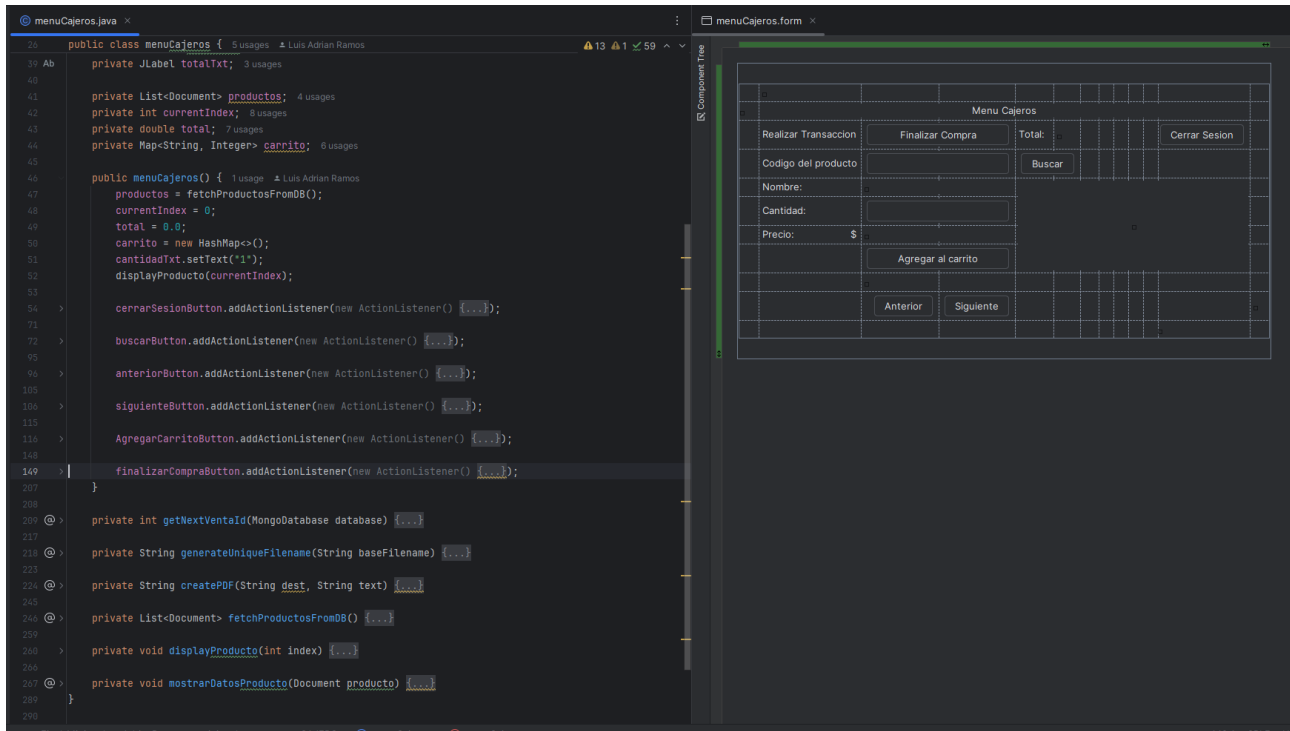 menuCajeros.java
26 public class menuCajeros { 5 usages Luis Adrian Ramos
13 1 59
39 Ab private JLabel totalTxt; 3 usages
40
41 private List<Document> productos; 4 usages
42 private int currentIndex; 8 usages
43 private double total; 7 usages
44 private Map<String, Integer> carrito; 6 usages
45
46 public menuCajeros() { 1 usage Luis Adrian Ramos
47 productos = fetchProductosFromDB();
48 currentIndex = 0;
49 total = 0.0;
50 carrito = new HashMap<>();
51 cantidadTxt.setText("1");
52 displayProducto(currentIndex);
53
54 cerrarSesionButton.addActionListener(new ActionListener() {...});
71
72 buscarButton.addActionListener(new ActionListener() {...});
95
96 anteriorButton.addActionListener(new ActionListener() {...});
105
106 siguienteButton.addActionListener(new ActionListener() {...});
115
116 AgregarCarritoButton.addActionListener(new ActionListener() {...});
148
149 finalizarCompraButton.addActionListener(new ActionListener() {...});
207 }
208
209 @ private int getNextVentaId(MongoDatabase database) {...}
217
218 @ private String generateUniqueFilename(String baseFilename) {...}
223
224 @ private String createPDF(String dest, String text) {...}
245
246 @ private List<Document> fetchProductosFromDB() {...}
259
260 private void displayProducto(int index) {...}
266
267 @ private void mostrarDatosProducto(Document producto) {...}
289 }
290
menuCajeros.form
Component Tree
Menu Cajeros
Realizar Transaccion Finalizar Compra Total: Cerrar Sesion
Codigo del producto Buscar
Nombre:
Cantidad:
Precio: $
Agregar al carrito
Anterior Siguiente